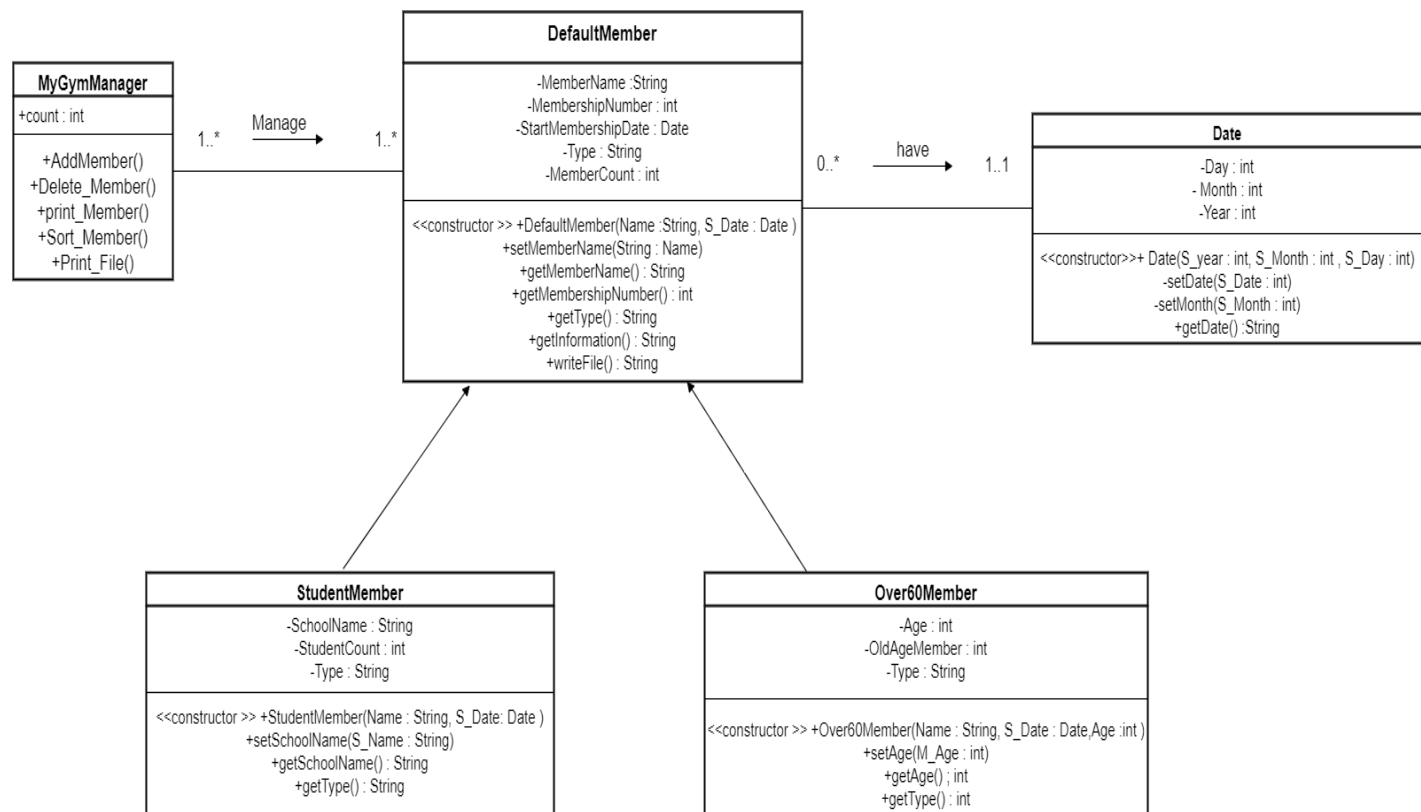 MyGymManager
+count : int
+AddMember()
+Delete_Member()
+print_Member()
+Sort_Member()
+Print_File()
1..*
Manage
1..*
DefaultMember
-MemberName :String
-MembershipNumber : int
-StartMembershipDate : Date
-Type : String
-MemberCount : int
<<constructor >> +DefaultMember(Name :String, S_Date : Date )
+setMemberName(String : Name)
+getMemberName() : String
+getMembershipNumber() : int
+getType() : String
+getInformation() : String
+writeFile() : String
0..*
have
1..1
Date
-Day : int
- Month : int
-Year : int
<<constructor>>+ Date(S_year : int, S_Month : int , S_Day : int)
-setDate(S_Date : int)
-setMonth(S_Month : int)
+getDate() :String
StudentMember
-SchoolName : String
-StudentCount : int
-Type : String
<<constructor >> +StudentMember(Name : String, S_Date: Date )
+setSchoolName(S_Name : String)
+getSchoolName() : String
+getType() : String
Over60Member
-Age : int
-OldAgeMember : int
-Type : String
<<constructor >> +Over60Member(Name : String, S_Date : Date,Age :int )
+setAge(M_Age : int)
+getAge() ; int
+getType() : int